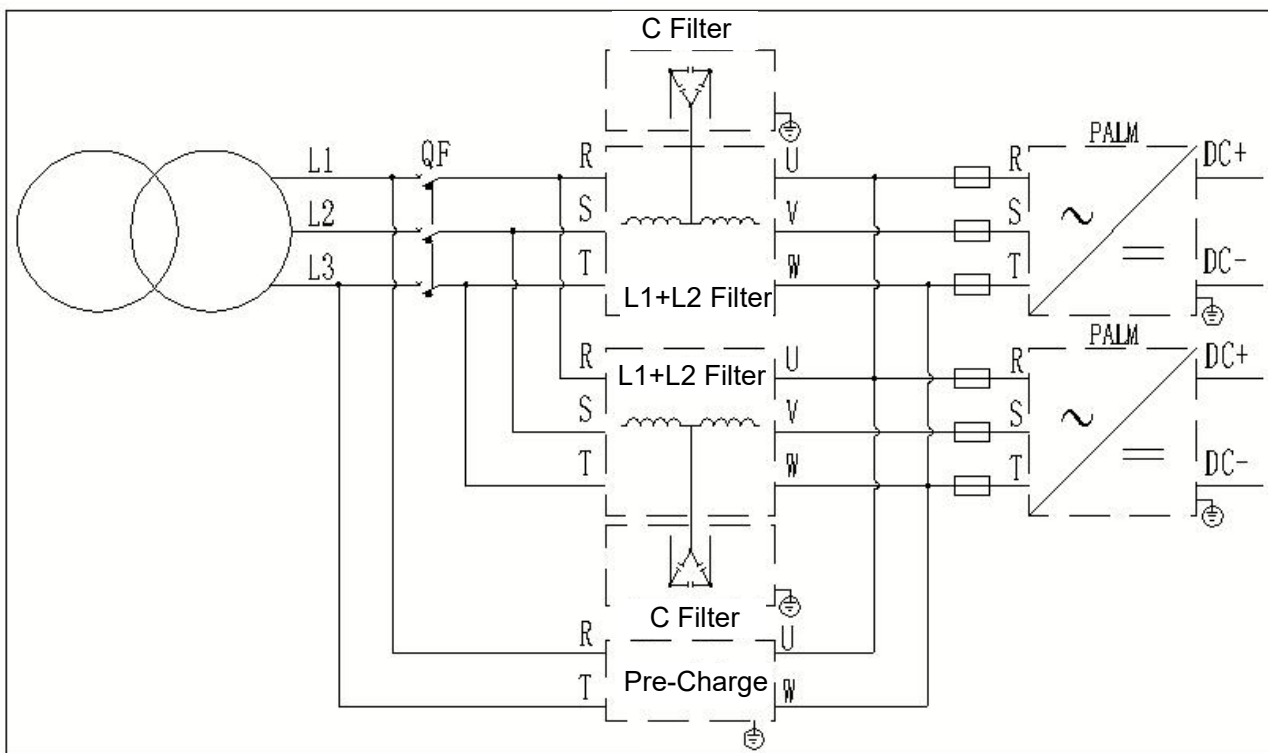 C Filter
L1 QF R U R PALM DC+
L2 S V S
L3 T W T DC-
L1+L2 Filter
R U R PALM DC+
L1+L2 Filter
S V S
T W T DC-
C Filter
R U
Pre-Charge
T W